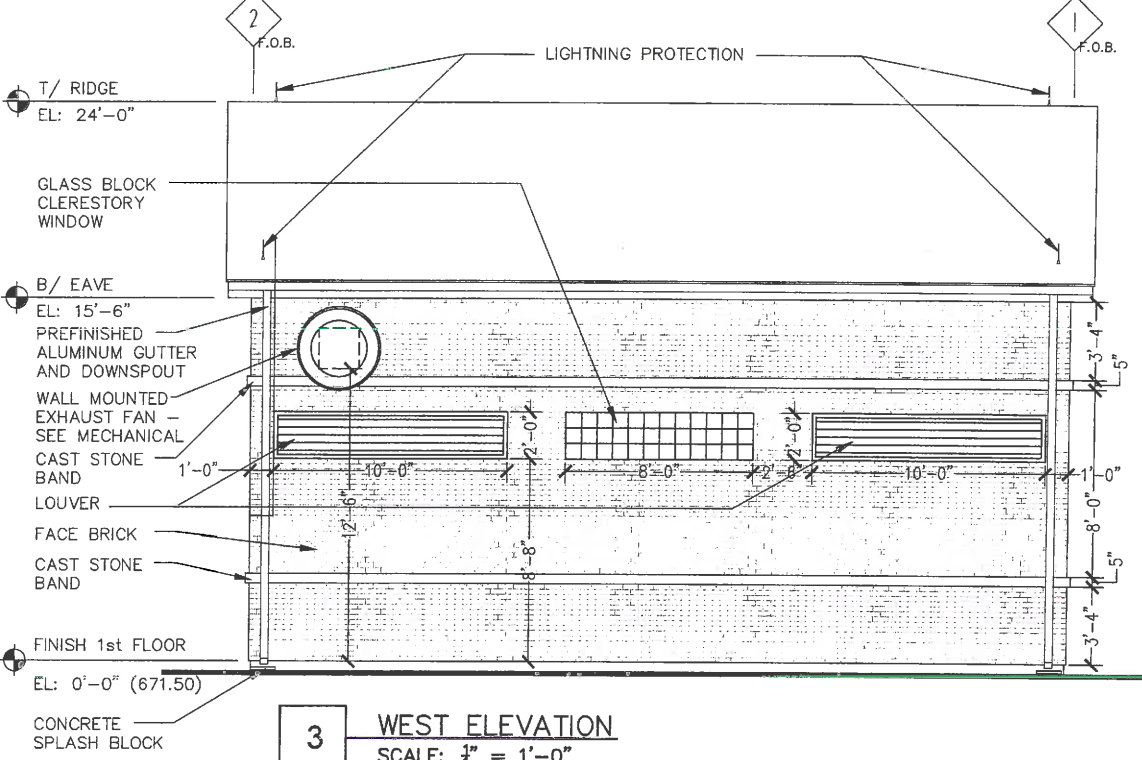 2
F.O.B.
1
F.O.B.
LIGHTNING PROTECTION
T/ RIDGE
EL: 24'-0"
GLASS BLOCK
CLERESTORY
WINDOW
B/ EAVE
EL: 15'-6"
PREFINISHED
ALUMINUM GUTTER
AND DOWNSPOUT
WALL MOUNTED
EXHAUST FAN -
SEE MECHANICAL
CAST STONE
BAND
LOUVER
FACE BRICK
CAST STONE
BAND
FINISH 1st FLOOR
EL: 0'-0" (671.50)
CONCRETE
SPLASH BLOCK
1'-0"
10'-0"
2'-0"
8'-0"
2'-0"
10'-0"
1'-0"
12'-6"
8'-8"
3'-4"
5"
8'-0"
5"
3'-4"
3
WEST ELEVATION
SCALE: = 1'-0"